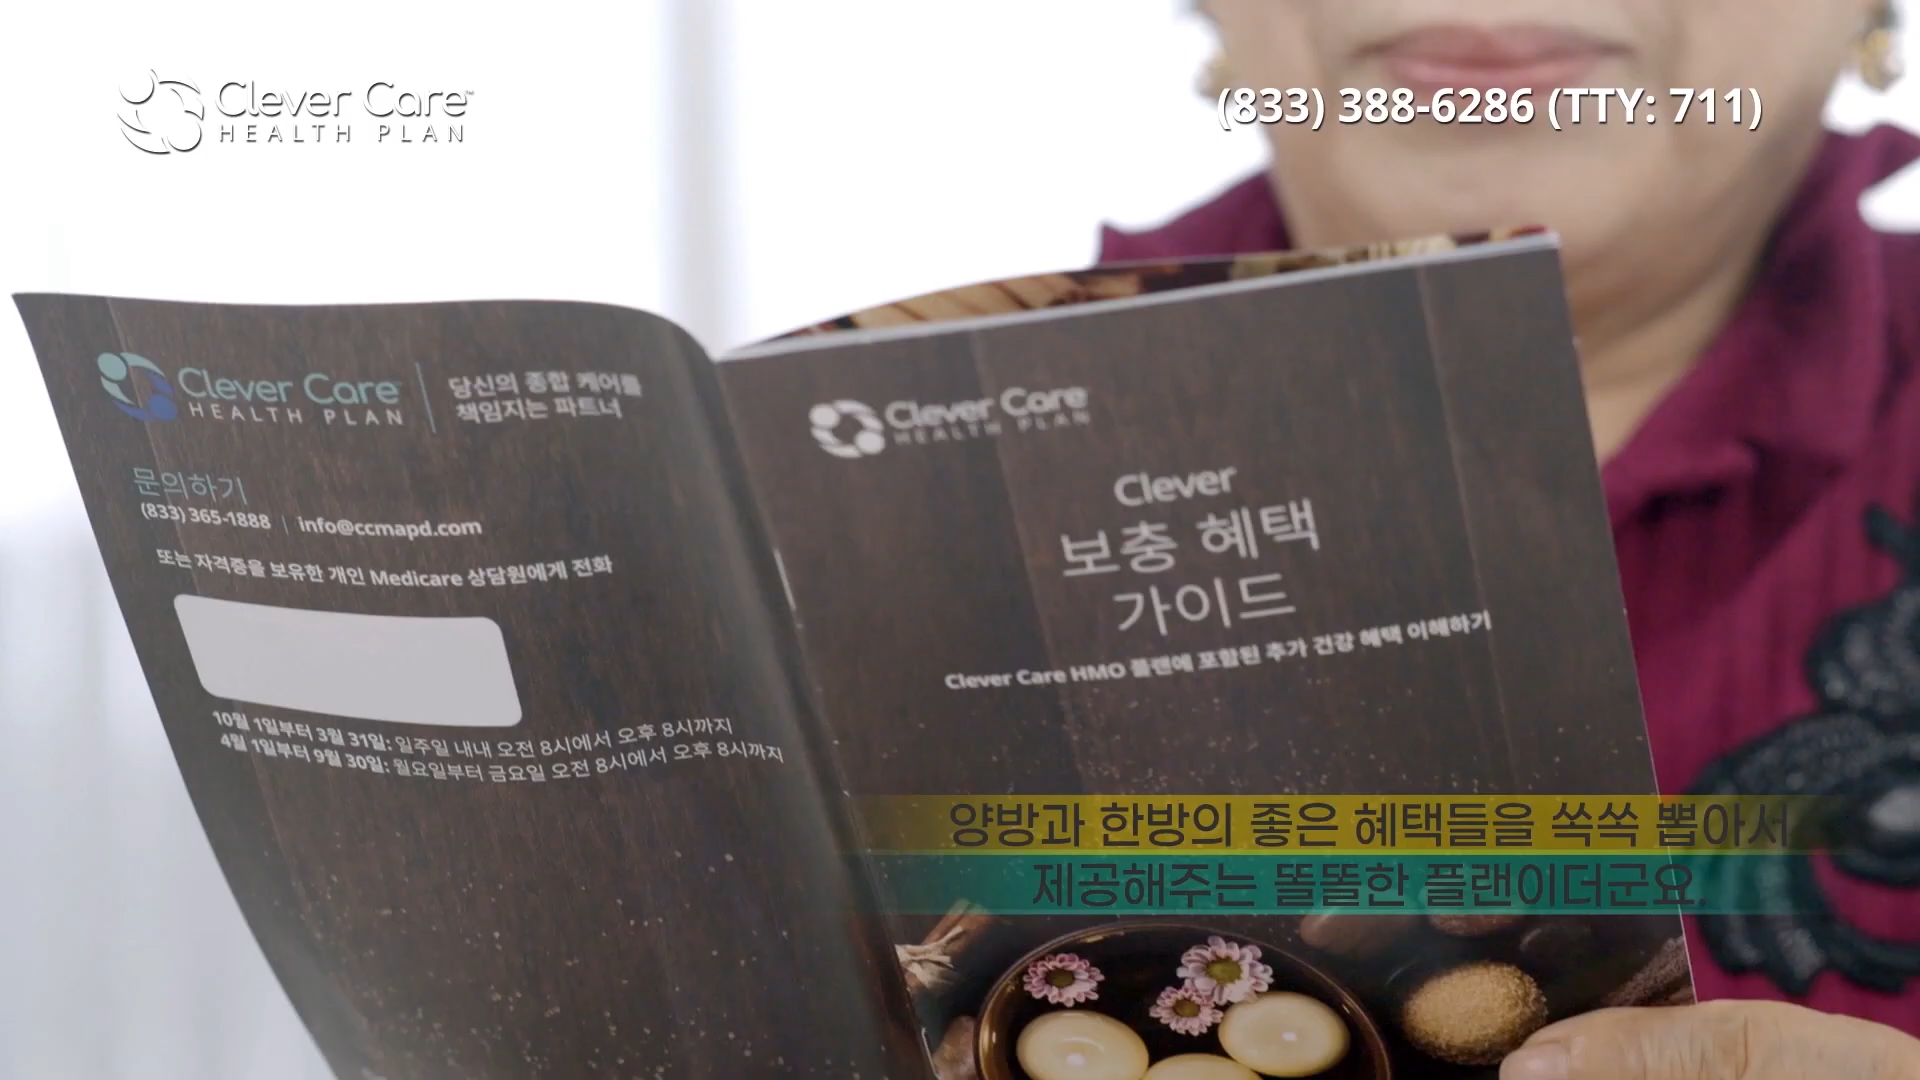 Clever Care™
HEALTH PLAN
(833) 388-6286 (TTY: 711)
Clever Care
HEALTH PLAN
당신의 종합 케어를
책임지는 파트너
문의하기
(833) 365-1888 | info@ccmapd.com
또는 자격증을 보유한 개인 Medicare 상담원에게 전화
10월 1일부터 3월 31일: 일주일 내내 오전 8시에서 오후 8시까지
4월 1일부터 9월 30일: 월요일부터 금요일 오전 8시에서 오후 8시까지
Clever Care
HEALTH PLAN
Clever
보충 혜택
가이드
Clever Care HMO 플랜에 포함된 추가 건강 혜택 이해하기
양방과 한방의 좋은 혜택들을 쏙쏙 뽑아서
제공해주는 똘똘한 플랜이더군요.